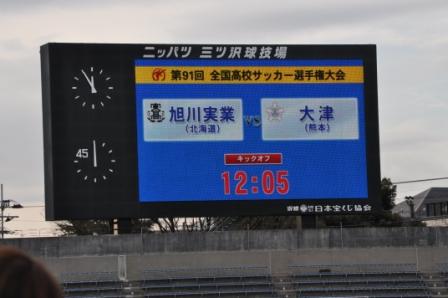 ニッパツ 三ツ沢球技場
第91回 全国高校サッカー選手権大会
旭川実業 VS 大津
(北海道) (熊本)
45
キックオフ
12:05
日本宝くじ協会